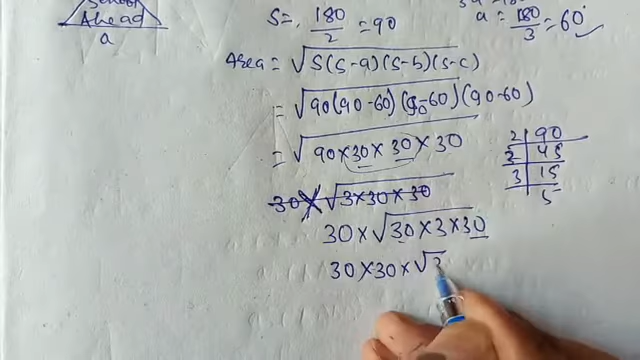 School
Ahead
a
S = 180/2 = 90
a = 180/3 = 60°
Area = √S(S-a)(S-b)(S-c)
= √90(90-60)(90-60)(90-60)
= √90×30×30×30
30×√3×30×30
30×√30×3×30
30×30×√3
2 | 90
2 | 45
3 | 15
5